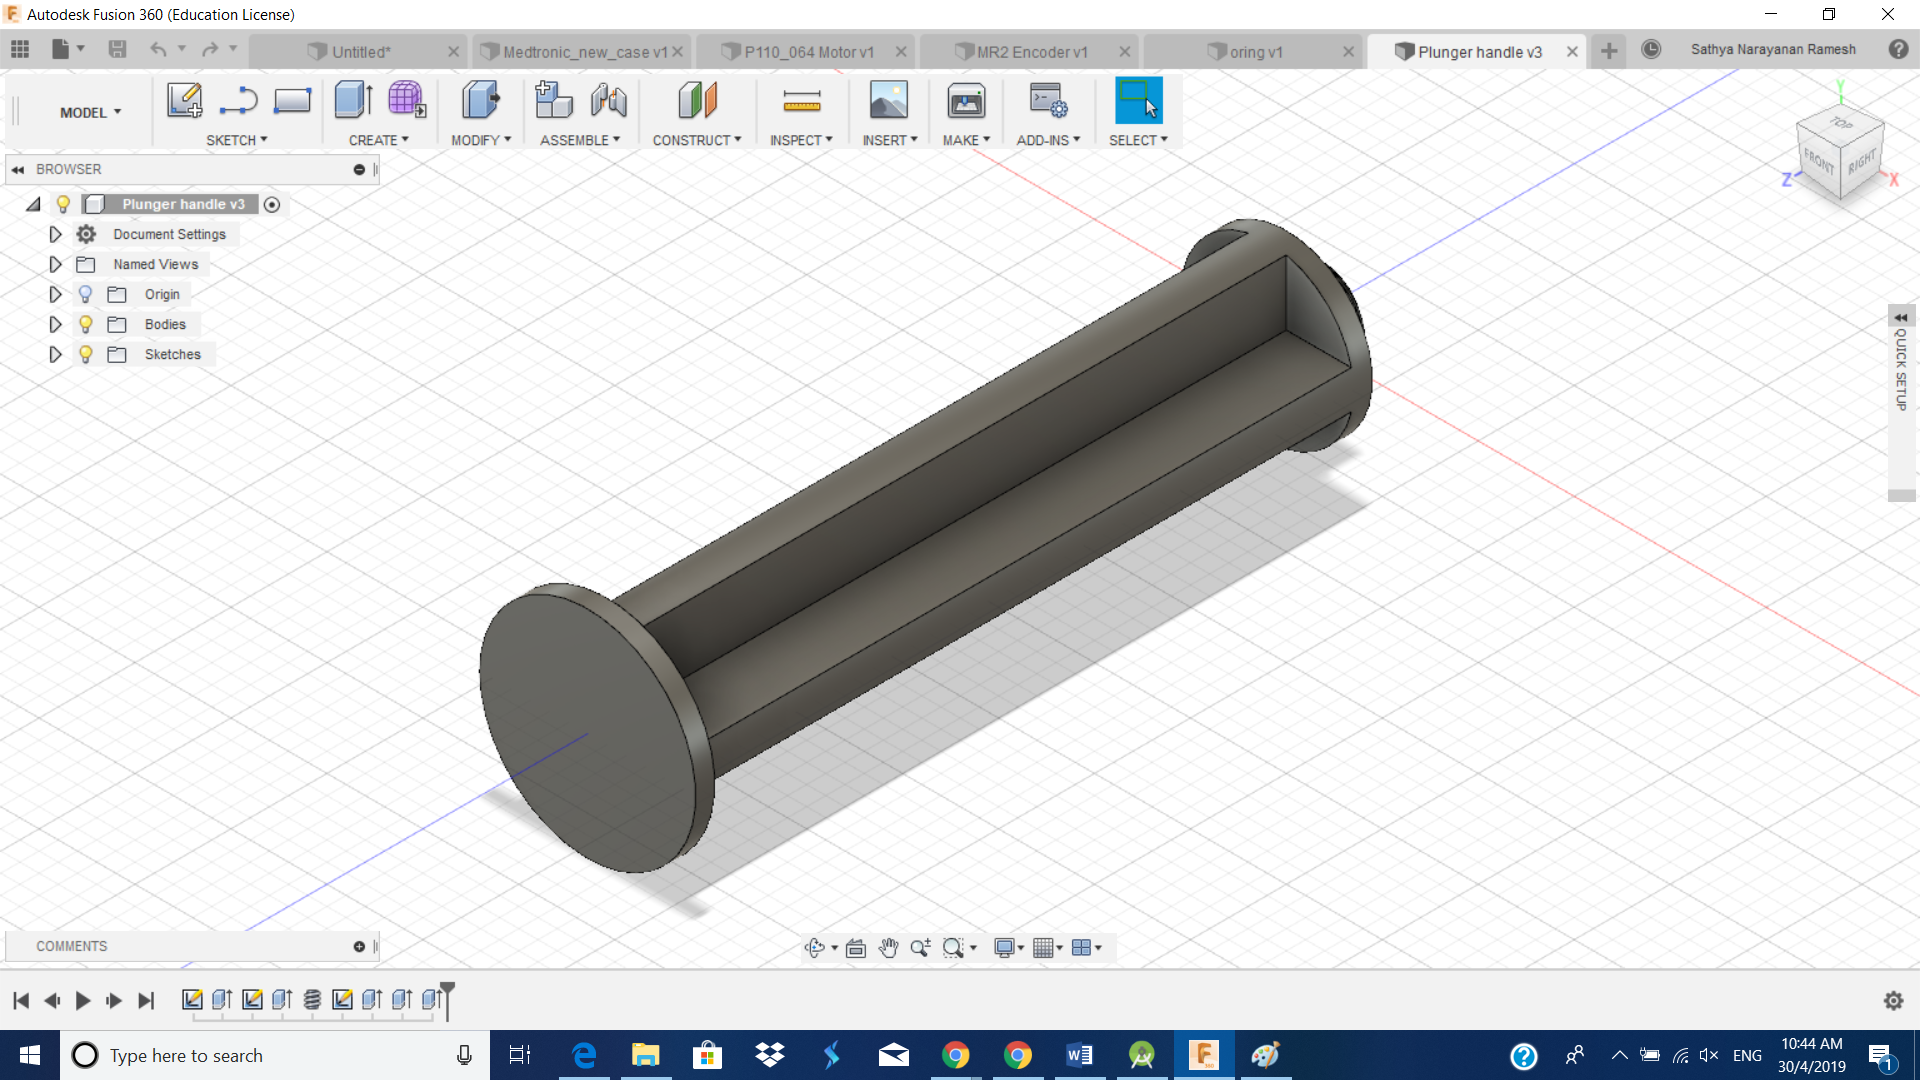 Autodesk Fusion 360 (Education License)
Untitled*
Medtronic_new_case v1
P110_064 Motor v1
MR2 Encoder v1
oring v1
Plunger handle v3
Sathya Narayanan Ramesh
MODEL
SKETCH
CREATE
MODIFY
ASSEMBLE
CONSTRUCT
INSPECT
INSERT
MAKE
ADD-INS
SELECT
BROWSER
Plunger handle v3
Document Settings
Named Views
Origin
Bodies
Sketches
Y
TOP
FRONT
RIGHT
Z
X
QUICK SETUP
COMMENTS
Type here to search
ENG
10:44 AM
30/4/2019
1